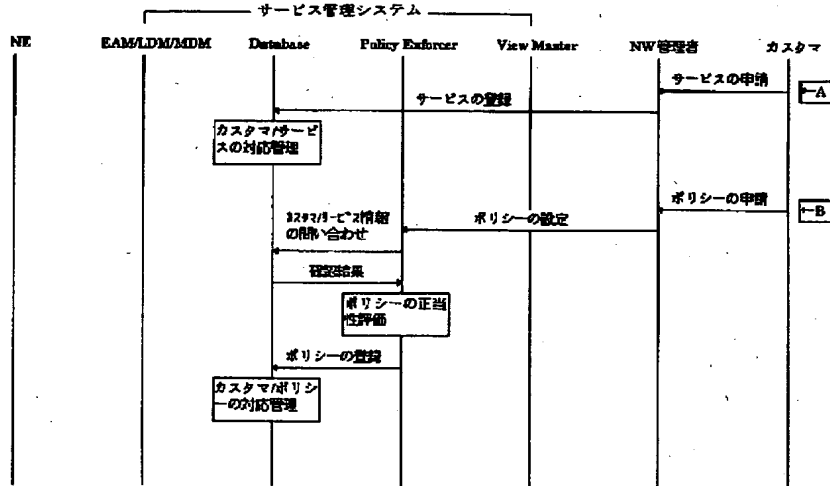 サービス管理システム
NE
EAM/LDM/MDM
Database
Policy Enforcer
View Master
NW管理者
カスタマ
サービスの申請
A
サービスの登録
カスタマ/サービ
スの対応管理
ポリシーの申請
B
ポリシーの設定
カスタマ/サービス情報
の問い合わせ
確認結果
ポリシーの正当
性評価
ポリシーの登録
カスタマ/ポリシ
ーの対応管理